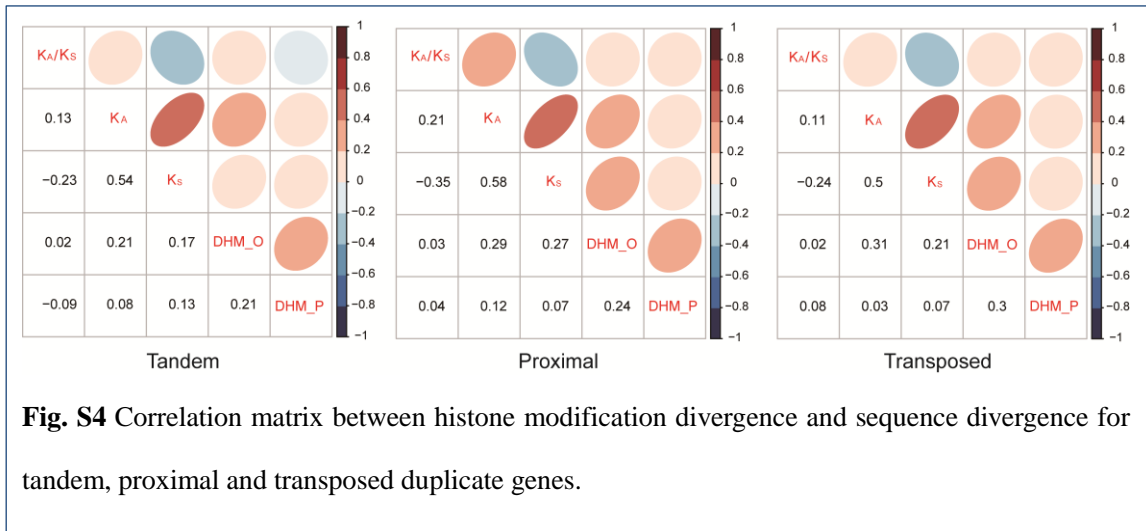 KA/KS
0.13 KA
−0.23 0.54 KS
0.02 0.21 0.17 DHM_O
−0.09 0.08 0.13 0.21 DHM_P
1
0.8
0.6
0.4
0.2
0
−0.2
−0.4
−0.6
−0.8
−1
Tandem
KA/KS
0.21 KA
−0.35 0.58 KS
0.03 0.29 0.27 DHM_O
0.04 0.12 0.07 0.24 DHM_P
1
0.8
0.6
0.4
0.2
0
−0.2
−0.4
−0.6
−0.8
−1
Proximal
KA/KS
0.11 KA
−0.24 0.5 KS
0.02 0.31 0.21 DHM_O
0.08 0.03 0.07 0.3 DHM_P
1
0.8
0.6
0.4
0.2
0
−0.2
−0.4
−0.6
−0.8
−1
Transposed
Fig. S4 Correlation matrix between histone modification divergence and sequence divergence for
tandem, proximal and transposed duplicate genes.